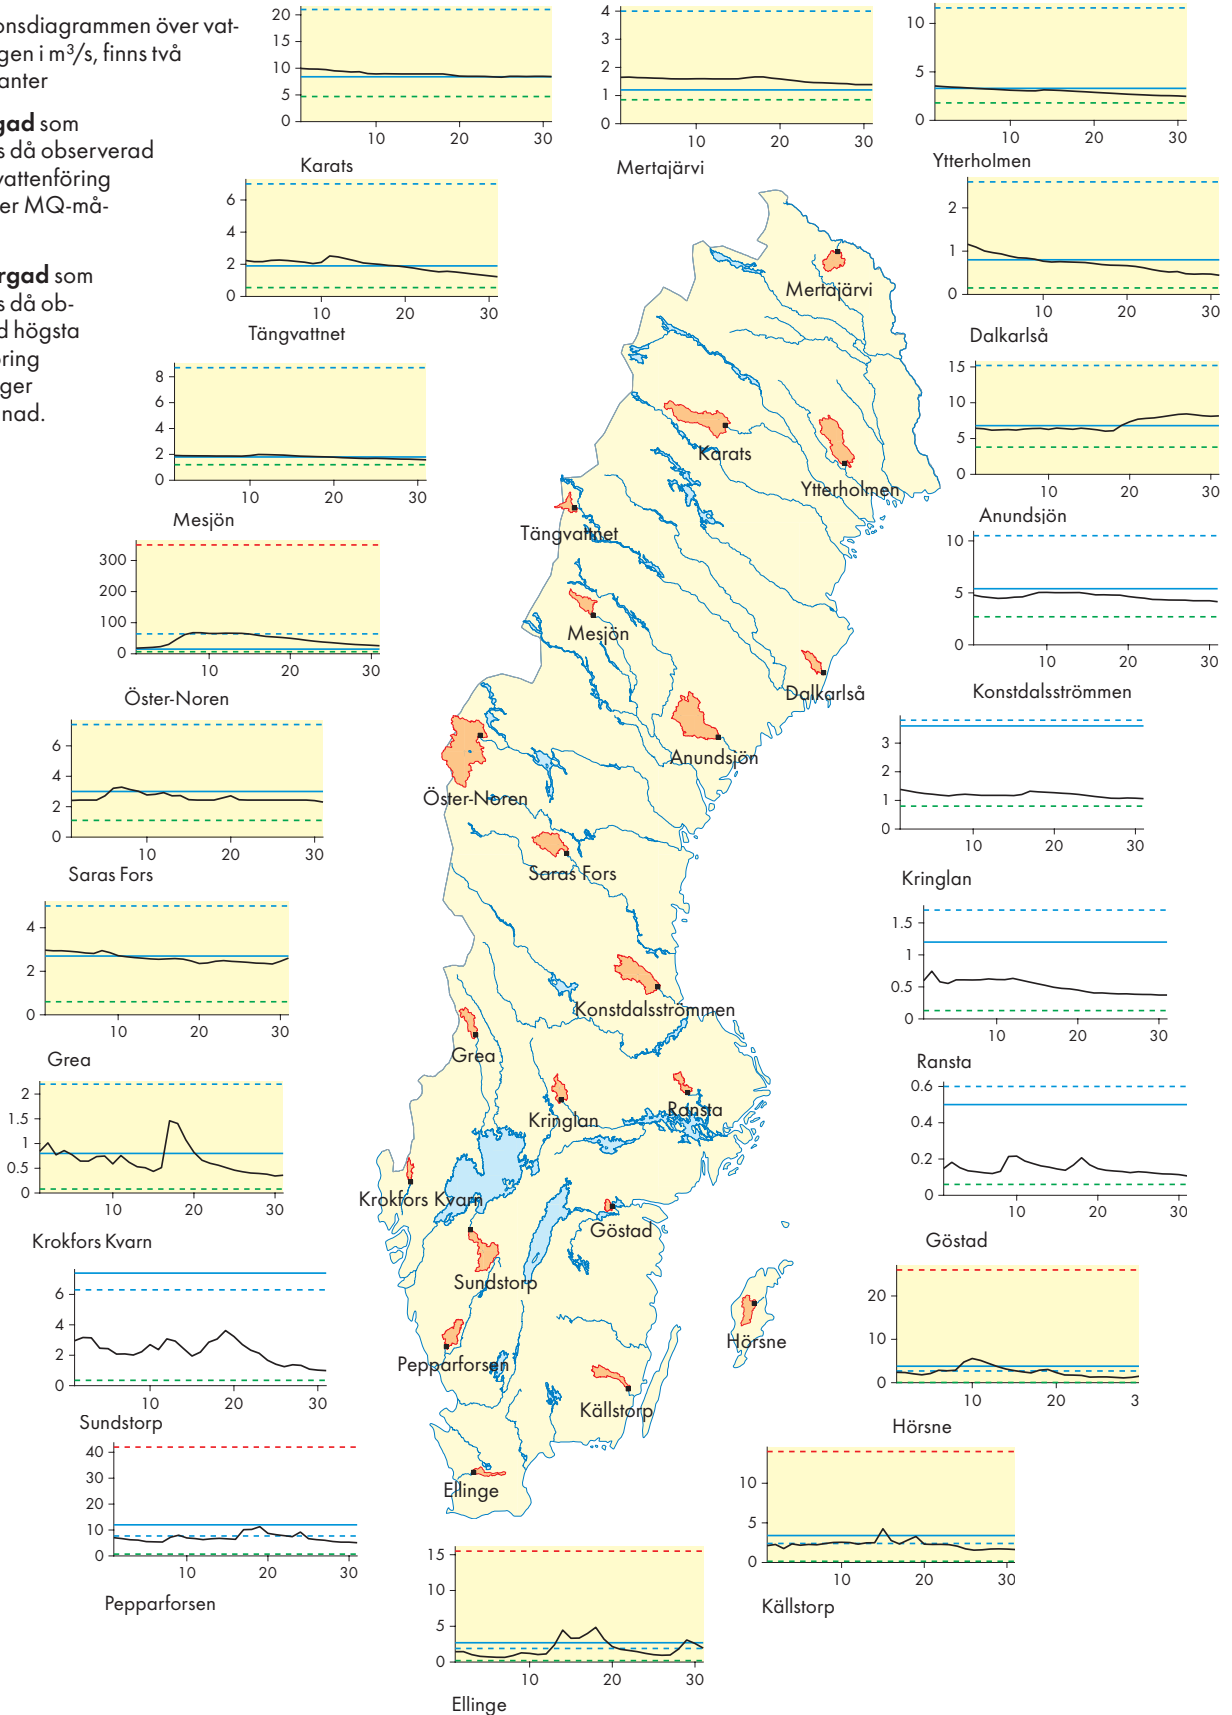 onsdiagrammen över vat-
gen i m³/s, finns två
anter
gad som
s då observerad
vattenföring
er MQ-må-
rgad som
s då ob-
d högsta
öring
ger
nad.
20
15
10
5
0
10 20 30
Karats
4
3
2
1
0
10 20 30
Mertajärvi
10
5
0
10 20 30
Ytterholmen
6
4
2
0
10 20 30
Tängvattnet
2
1
0
10 20 30
Dalkarlså
8
6
4
2
0
10 20 30
Mesjön
15
10
5
0
10 20 30
Anundsjön
300
200
100
0
10 20 30
Öster-Noren
10
5
0
10 20 30
Konstdalsströmmen
6
4
2
0
10 20 30
Saras Fors
3
2
1
0
10 20 30
Kringlan
4
2
0
10 20 30
Grea
1.5
1
0.5
0
10 20 30
Ransta
2
1.5
1
0.5
0
10 20 30
Krokfors Kvarn
0.6
0.4
0.2
0
10 20 30
Göstad
6
4
2
0
10 20 30
Sundstorp
20
10
0
10 20 3
Hörsne
40
30
20
10
0
10 20 30
Pepparforsen
10
5
0
10 20 30
Källstorp
15
10
5
0
10 20 30
Ellinge
Mertajärvi
Karats
Ytterholmen
Tängvattnet
Mesjön
Dalkarlså
Anundsjön
Öster-Noren
Saras Fors
Konstdalsströmmen
Grea
Kringlan
Ransta
Krokfors Kvarn
Göstad
Sundstorp
Hörsne
Pepparforsen
Källstorp
Ellinge